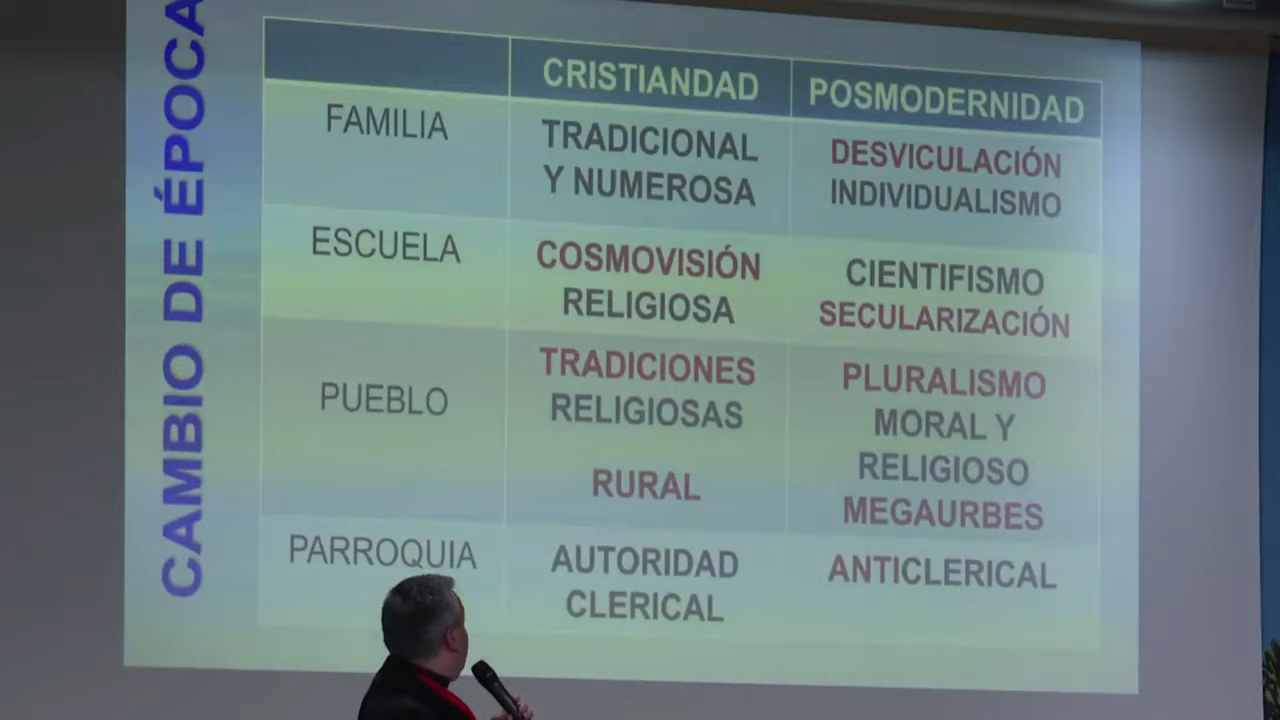 CAMBIO DE ÉPOCA
CRISTIANDAD POSMODERNIDAD
FAMILIA
TRADICIONAL
Y NUMEROSA
DESVICULACIÓN
INDIVIDUALISMO
ESCUELA
COSMOVISIÓN
RELIGIOSA
CIENTIFISMO
SECULARIZACIÓN
PUEBLO
TRADICIONES
RELIGIOSAS
RURAL
PLURALISMO
MORAL Y
RELIGIOSO
MEGAURBES
PARROQUIA
AUTORIDAD
CLERICAL
ANTICLERICAL